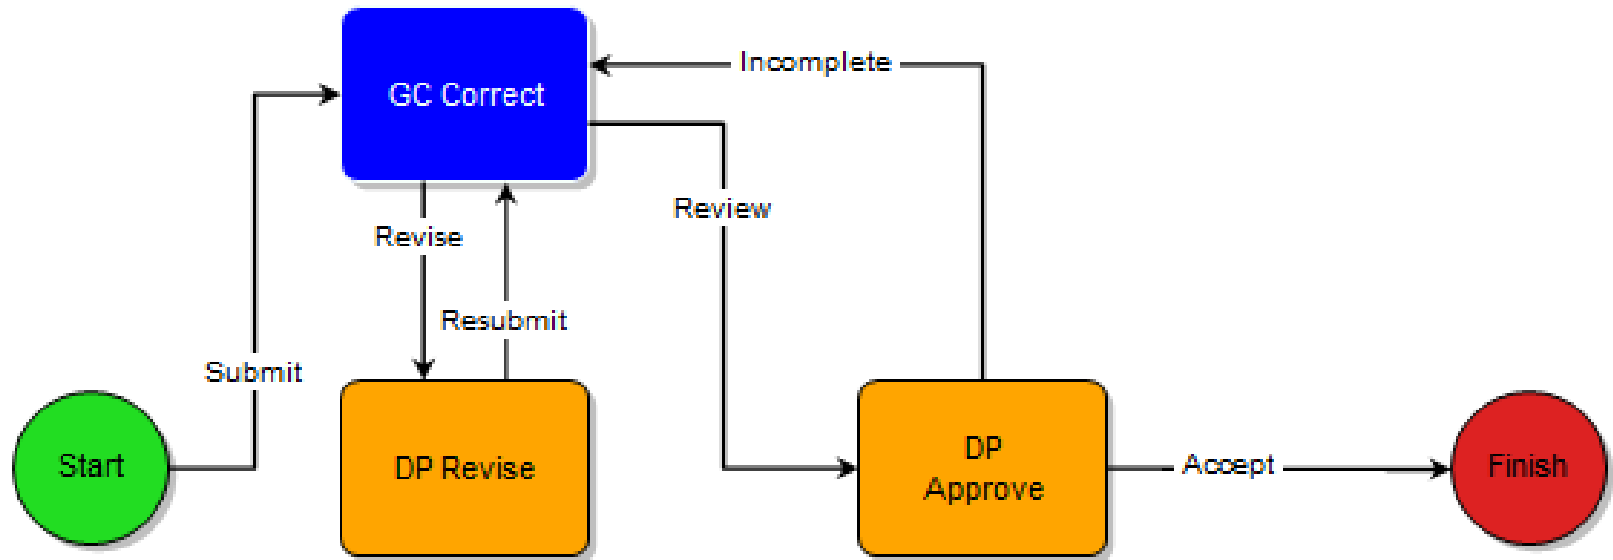 Incomplete
GC Correct
Review
Revise
Resubmit
Submit
Start
DP Revise
DP
Approve
Accept
Finish